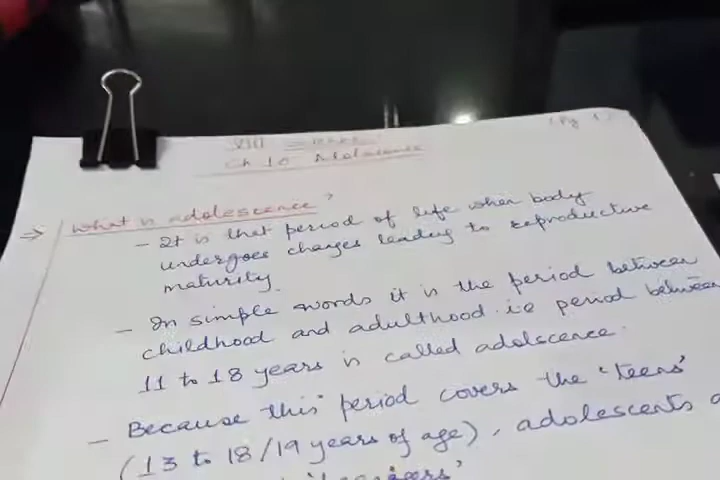 (Pg 1)
VIII
Ch 10 Adolescence
⇒ What is adolescence?
- It is that period of life when body
undergoes changes leading to reproductive
maturity.
- In simple words it is the period between
childhood and adulthood. i.e period between
11 to 18 years is called adolscence.
- Because this period covers the 'teens'
(13 to 18/19 years of age), adolescents